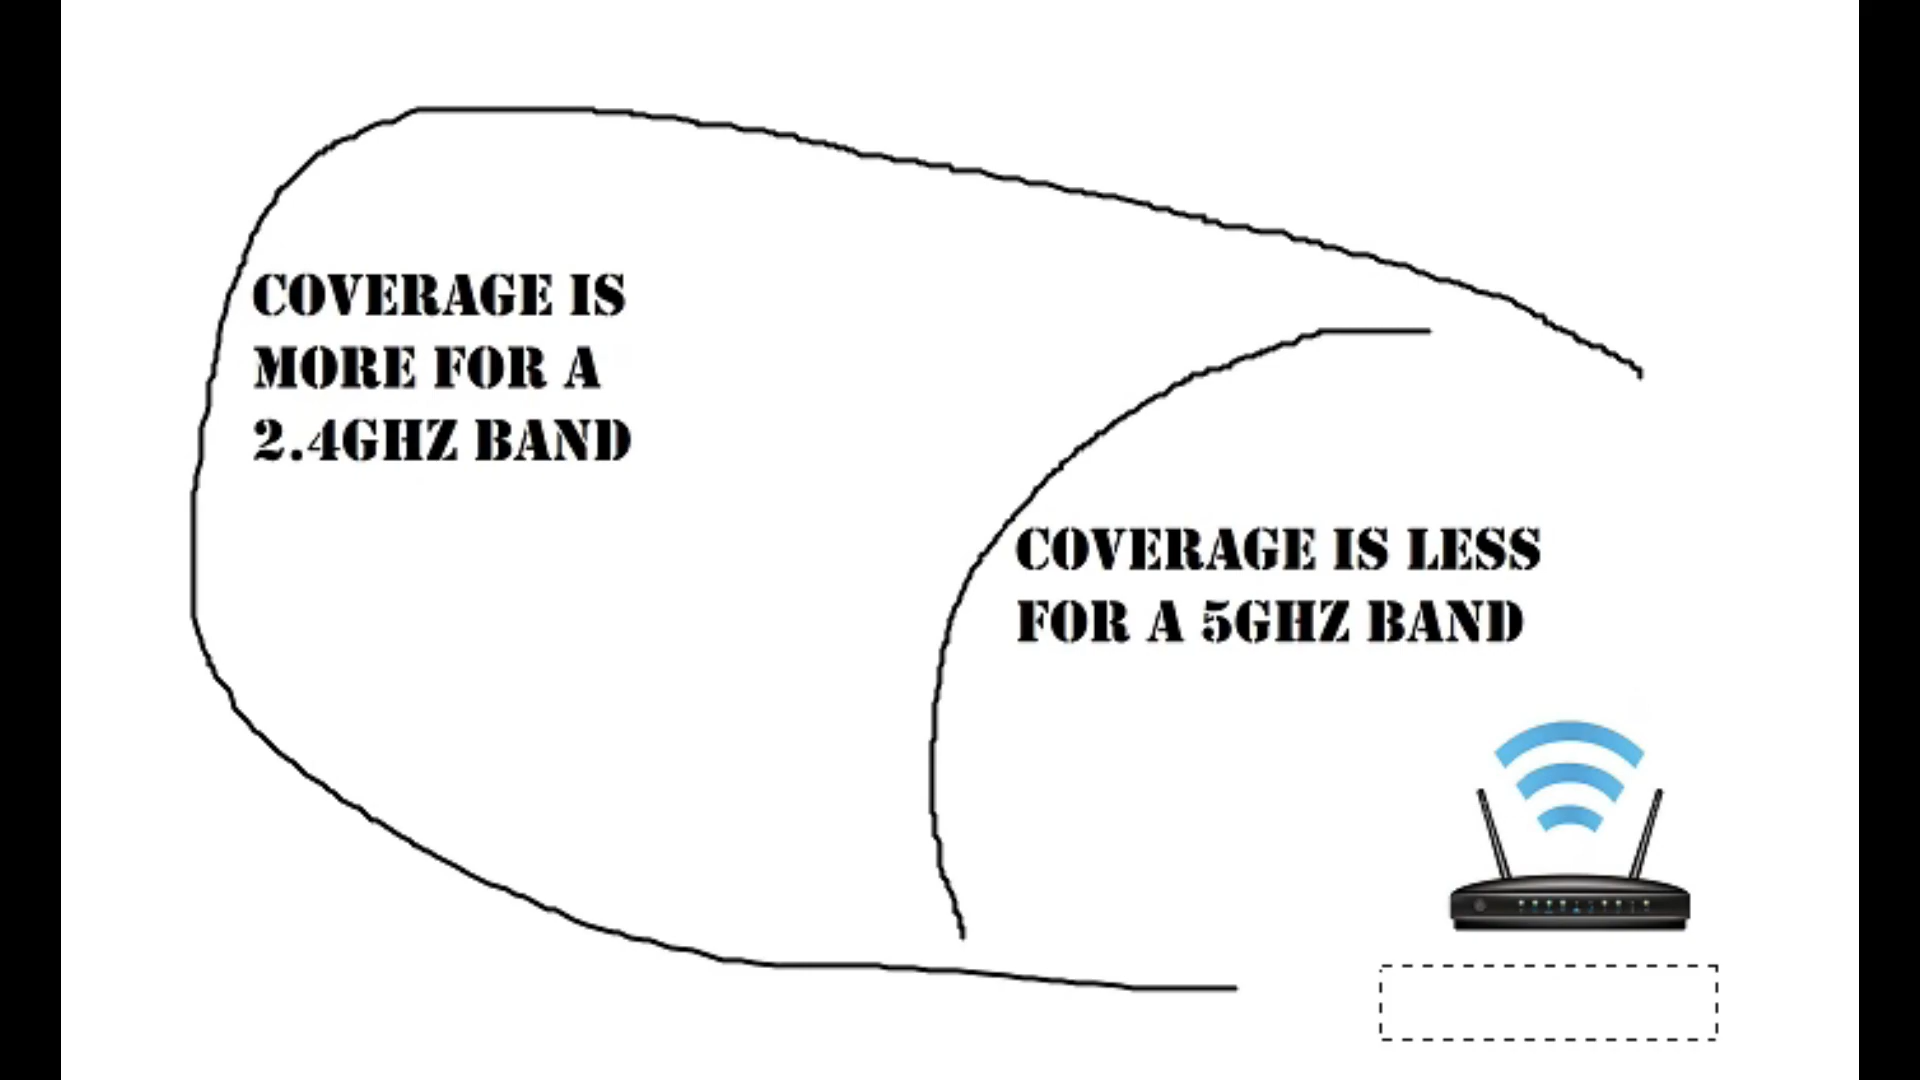 COVERAGE IS
MORE FOR A
2.4GHZ BAND
COVERAGE IS LESS
FOR A 5GHZ BAND